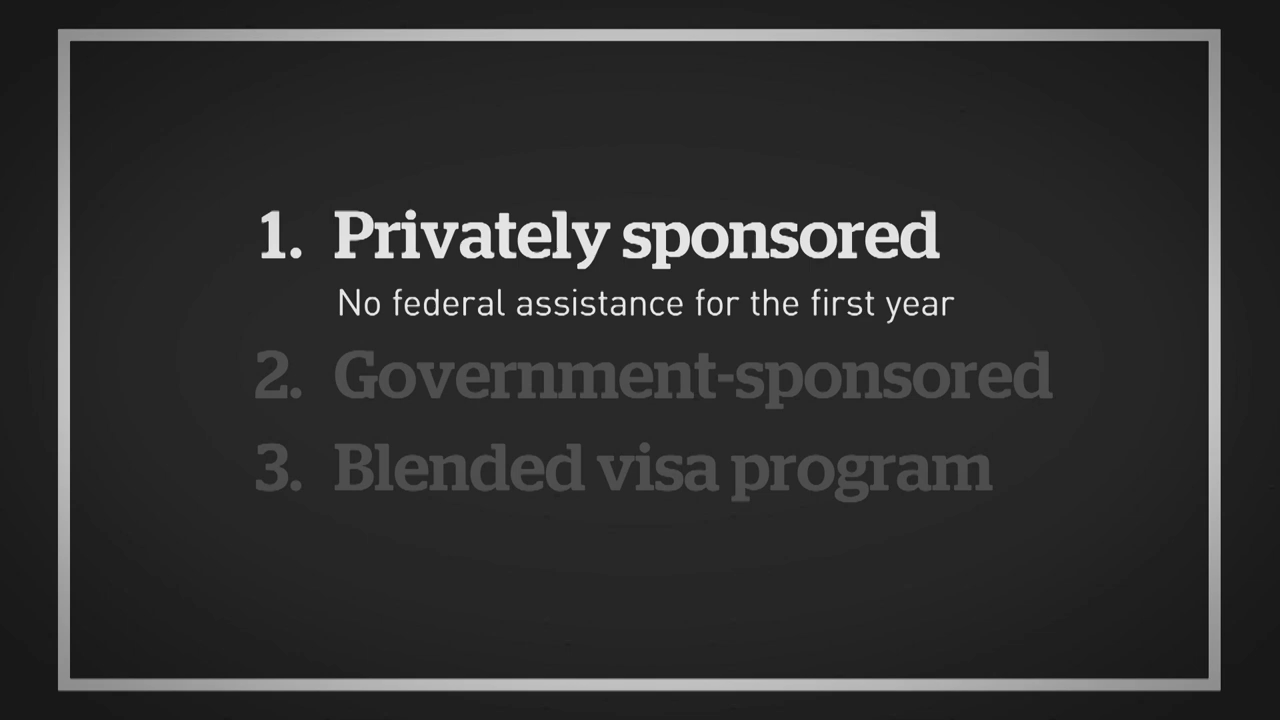 1. Privately sponsored
No federal assistance for the first year
2. Government-sponsored
3. Blended visa program